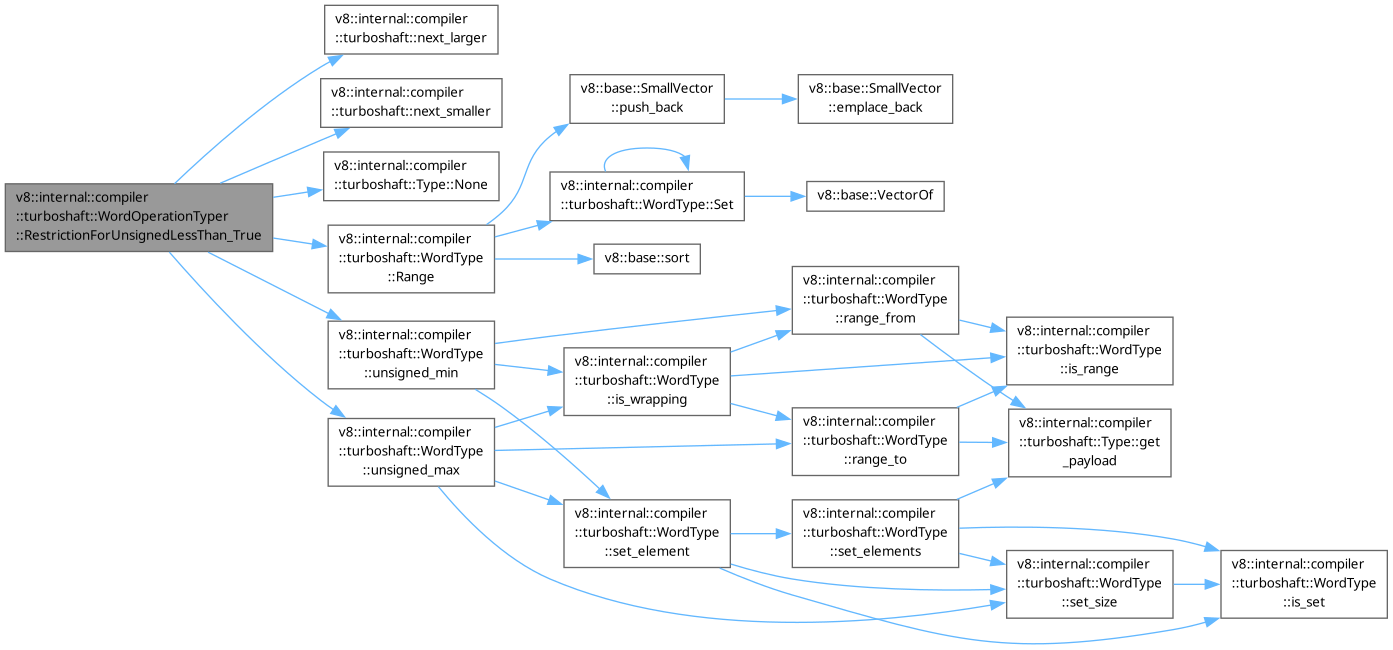 v8::internal::compiler
::turboshaft::WordOperationTyper
::RestrictionForUnsignedLessThan_True
v8::internal::compiler
::turboshaft::next_larger
v8::internal::compiler
::turboshaft::next_smaller
v8::internal::compiler
::turboshaft::Type::None
v8::internal::compiler
::turboshaft::WordType
::Range
v8::internal::compiler
::turboshaft::WordType
::unsigned_min
v8::internal::compiler
::turboshaft::WordType
::unsigned_max
v8::base::SmallVector
::push_back
v8::internal::compiler
::turboshaft::WordType::Set
v8::base::sort
v8::internal::compiler
::turboshaft::WordType
::is_wrapping
v8::internal::compiler
::turboshaft::WordType
::set_element
v8::base::SmallVector
::emplace_back
v8::base::VectorOf
v8::internal::compiler
::turboshaft::WordType
::range_from
v8::internal::compiler
::turboshaft::WordType
::range_to
v8::internal::compiler
::turboshaft::WordType
::set_elements
v8::internal::compiler
::turboshaft::WordType
::is_range
v8::internal::compiler
::turboshaft::Type::get
_payload
v8::internal::compiler
::turboshaft::WordType
::set_size
v8::internal::compiler
::turboshaft::WordType
::is_set